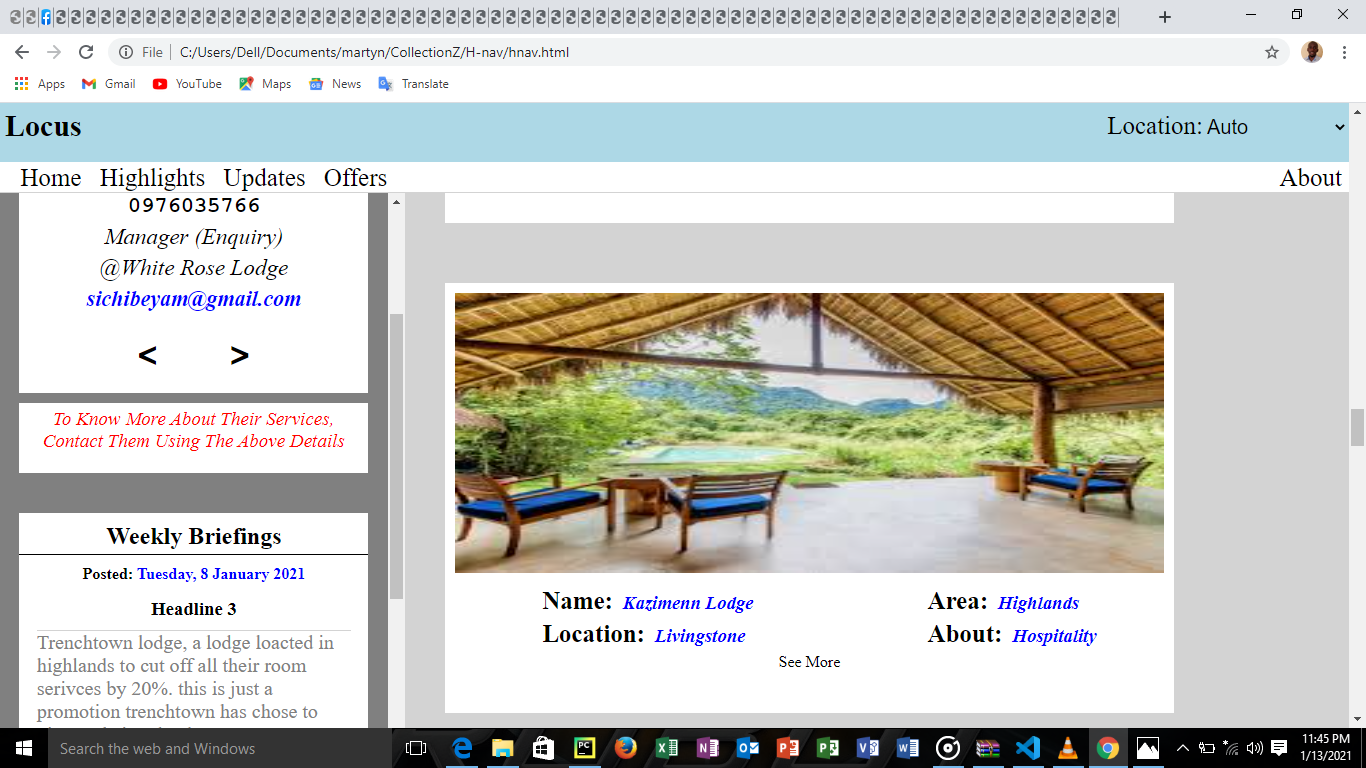 File
C:/Users/Dell/Documents/martyn/CollectionZ/H-nav/hnav.html
Apps Gmail YouTube Maps News Translate
Locus
Location: Auto
Home Highlights Updates Offers About
0976035766
Manager (Enquiry)
@White Rose Lodge
sichibeyam@gmail.com
< >
To Know More About Their Services,
Contact Them Using The Above Details
Weekly Briefings
Posted: Tuesday, 8 January 2021
Headline 3
Trenchtown lodge, a lodge loacted in
highlands to cut off all their room
serivces by 20%. this is just a
promotion trenchtown has chose to
Name: Kazimenn Lodge
Area: Highlands
Location: Livingstone
About: Hospitality
See More
Search the web and Windows
11:45 PM
1/13/2021